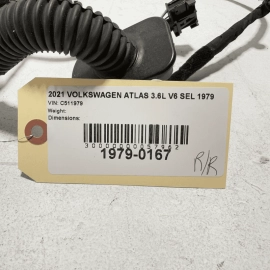 2021 VOLKSWAGEN ATLAS 3.6L V6 SEL 1979
VIN: C511979
Weight:
Dimensions:
1979-0167
R/R